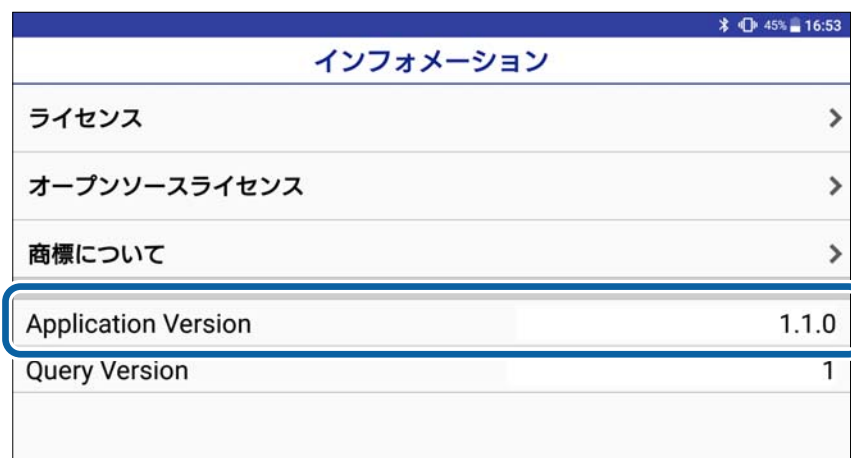 45% 16:53
インフォメーション
ライセンス
オープンソースライセンス
商標について
Application Version 1.1.0
Query Version 1